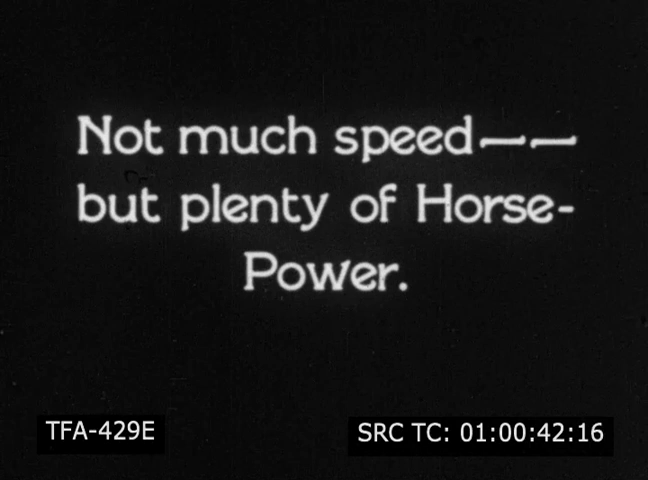 Not much speed——
but plenty of Horse-
Power.
TFA-429E
SRC TC: 01:00:42:16